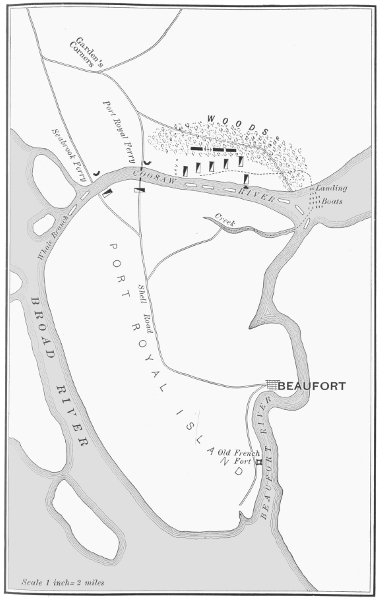 Garden's
Corners
WOODS
Port Royal Ferry
Seabrook Ferry
COOSAW
RIVER
Landing
Boats
Whale Branch
Creek
PORT ROYAL ISLAND
Shell Road
BROAD RIVER
BEAUFORT
BEAUFORT RIVER
Old French
Fort
Scale 1 inch=2 miles